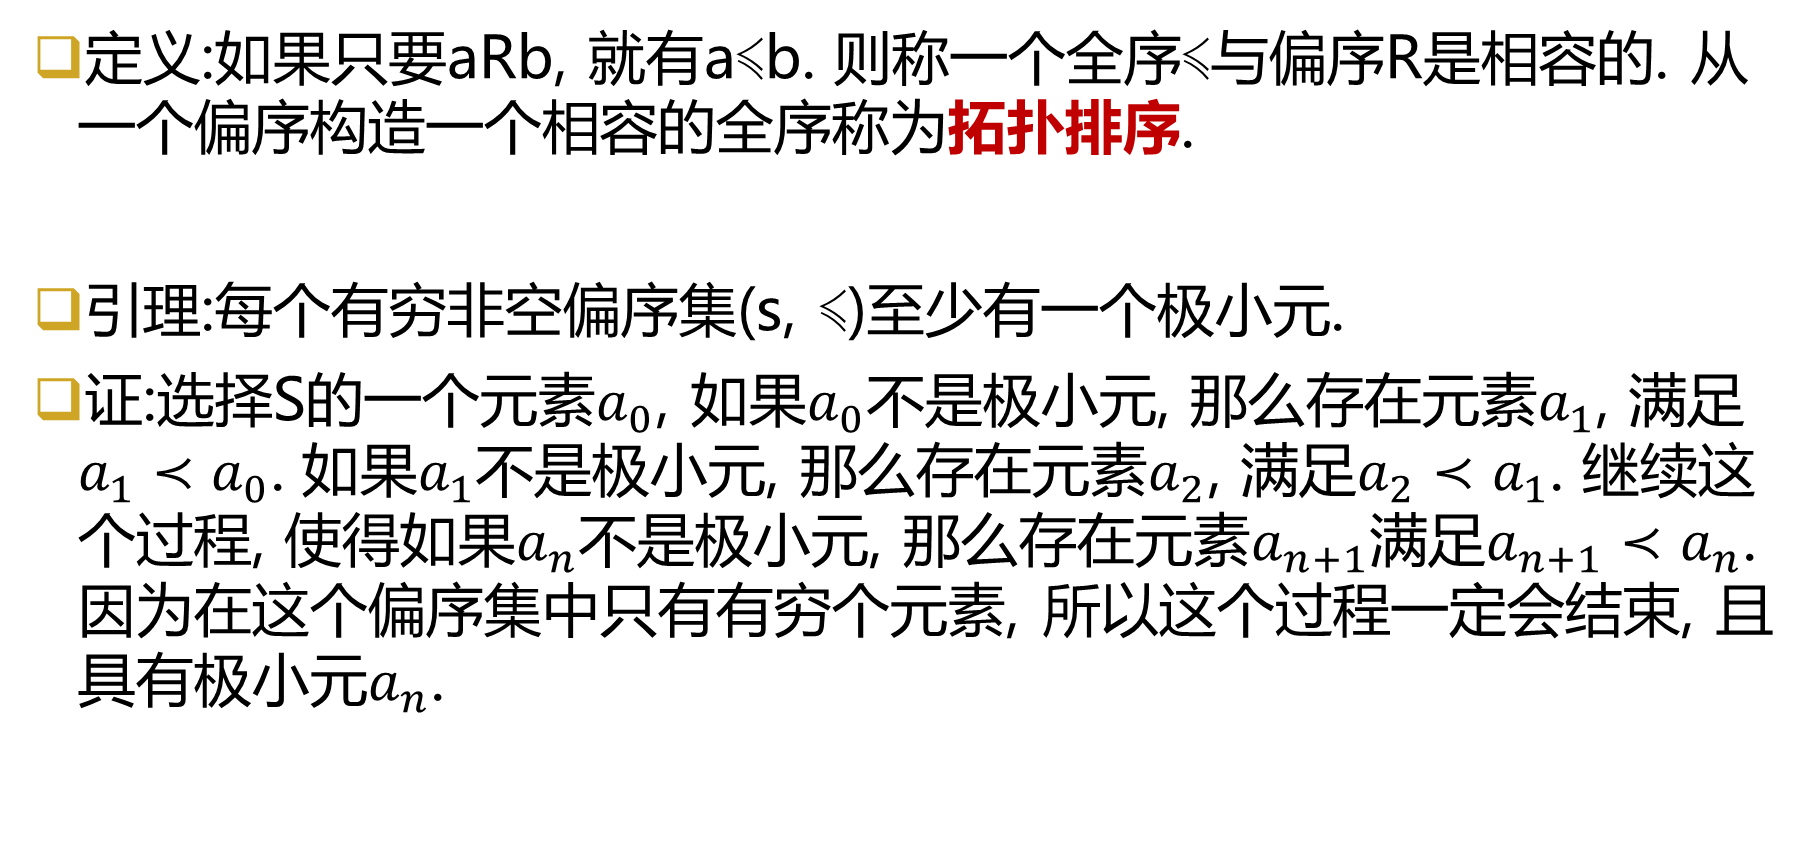 ❑定义:如果只要aRb, 就有a≼b. 则称一个全序≼与偏序R是相容的. 从
一个偏序构造一个相容的全序称为拓扑排序.
❑引理:每个有穷非空偏序集(s, ≼)至少有一个极小元.
❑证:选择S的一个元素𝑎₀, 如果𝑎₀不是极小元, 那么存在元素𝑎₁, 满足
𝑎₁ ≺ 𝑎₀. 如果𝑎₁不是极小元, 那么存在元素𝑎₂, 满足𝑎₂ ≺ 𝑎₁. 继续这
个过程, 使得如果𝑎ₙ不是极小元, 那么存在元素𝑎ₙ₊₁满足𝑎ₙ₊₁ ≺ 𝑎ₙ.
因为在这个偏序集中只有有穷个元素, 所以这个过程一定会结束, 且
具有极小元𝑎ₙ.